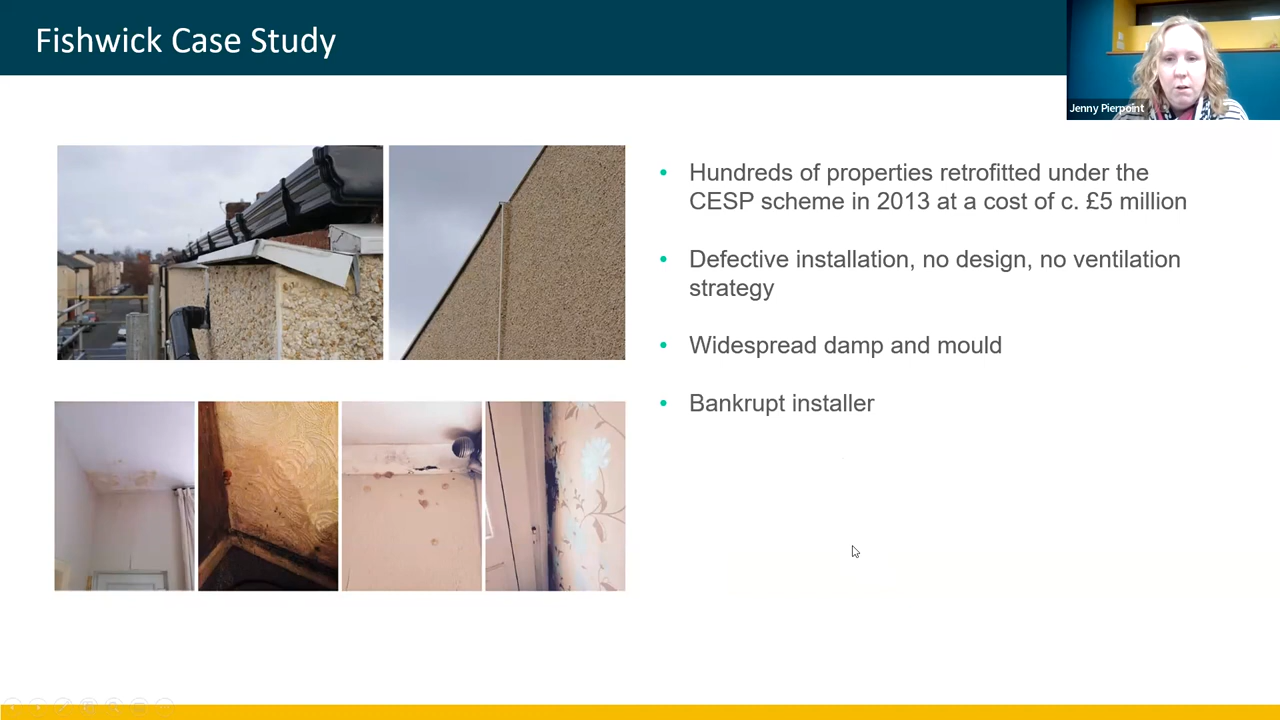 Fishwick Case Study
Jenny Pierpoint
• Hundreds of properties retrofitted under the
CESP scheme in 2013 at a cost of c. £5 million
• Defective installation, no design, no ventilation
strategy
• Widespread damp and mould
• Bankrupt installer